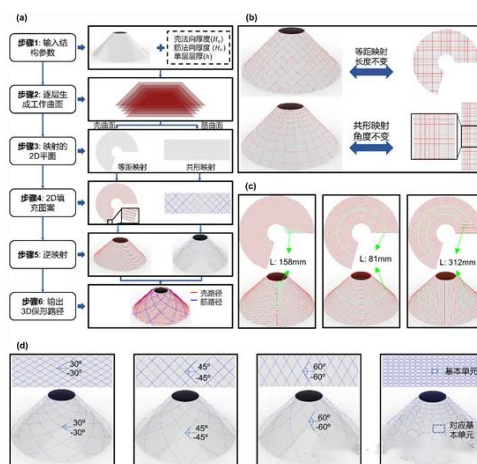 (a)
步骤1: 输入结
构参数
壳法向厚度(Hs)
筋法向厚度(Hr)
单层层厚(h)
步骤2: 逐层生
成工作曲面
壳曲面
筋曲面
步骤3: 映射的
2D平面
等距映射
共形映射
步骤4: 2D填
充图案
步骤5: 逆映射
步骤6: 输出
3D保形路径
壳路径
筋路径
(b)
等距映射
长度不变
共形映射
角度不变
(c)
L: 158mm
L: 81mm
L: 312mm
(d)
30°
-30°
30°
-30°
45°
-45°
45°
-45°
60°
-60°
60°
-60°
基本单元
对应基
本单元